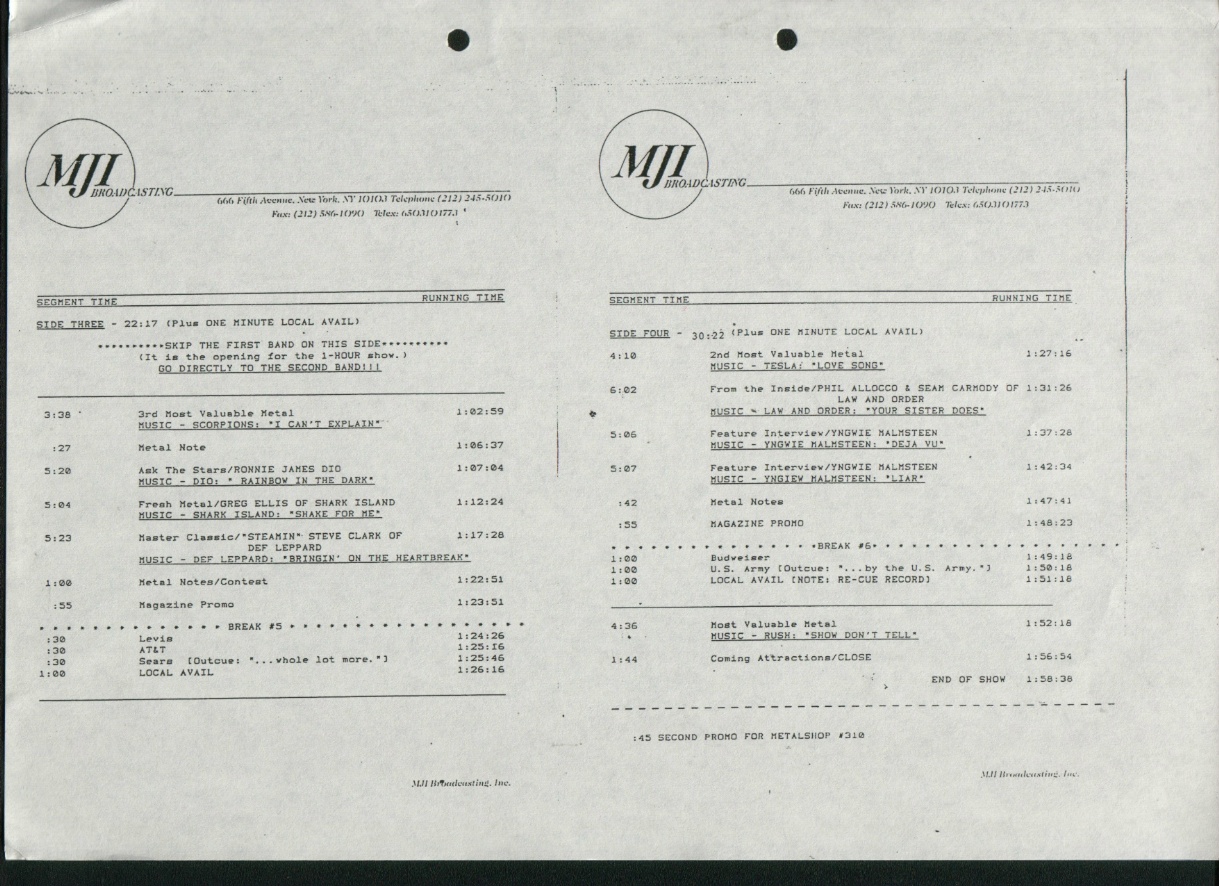 MJI
BROADCASTING
666 Fifth Avenue, New York, NY 10103 Telephone (212) 245-5010
Fax: (212) 586-1090 Telex: 6503101773
SEGMENT TIME RUNNING TIME
SIDE THREE - 22:17 (Plus ONE MINUTE LOCAL AVAIL)
**********SKIP THE FIRST BAND ON THIS SIDE**********
(It is the opening for the 1-HOUR show.)
GO DIRECTLY TO THE SECOND BAND!!!
3:38 3rd Most Valuable Metal 1:02:59
MUSIC - SCORPIONS: "I CAN'T EXPLAIN"
:27 Metal Note 1:06:37
5:20 Ask The Stars/RONNIE JAMES DIO 1:07:04
MUSIC - DIO: " RAINBOW IN THE DARK"
5:04 Fresh Metal/GREG ELLIS OF SHARK ISLAND 1:12:24
MUSIC - SHARK ISLAND: "SHAKE FOR ME"
5:23 Master Classic/"STEAMIN" STEVE CLARK OF 1:17:28
DEF LEPPARD
MUSIC - DEF LEPPARD: "BRINGIN' ON THE HEARTBREAK"
1:00 Metal Notes/Contest 1:22:51
:55 Magazine Promo 1:23:51
* * * * * * * * * * * * * * BREAK #5 * * * * * * * * * * * * * * * * * *
:30 Levis 1:24:26
:30 AT&T 1:25:16
:30 Sears [Outcue: "...whole lot more."] 1:25:46
1:00 LOCAL AVAIL 1:26:16
MJI Broadcasting, Inc.
MJI
BROADCASTING
666 Fifth Avenue, New York, NY 10103 Telephone (212) 245-5010
Fax: (212) 586-1090 Telex: 6503101773
SEGMENT TIME RUNNING TIME
SIDE FOUR - 30:22 (Plus ONE MINUTE LOCAL AVAIL)
4:10 2nd Most Valuable Metal 1:27:16
MUSIC - TESLA: "LOVE SONG"
6:02 From the Inside/PHIL ALLOCCO & SEAM CARMODY OF 1:31:26
LAW AND ORDER
MUSIC - LAW AND ORDER: "YOUR SISTER DOES"
5:06 Feature Interview/YNGWIE MALMSTEEN 1:37:28
MUSIC - YNGWIE MALMSTEEN: "DEJA VU"
5:07 Feature Interview/YNGWIE MALMSTEEN 1:42:34
MUSIC - YNGIEW MALMSTEEN: "LIAR"
:42 Metal Notes 1:47:41
:55 MAGAZINE PROMO 1:48:23
* * * * * * * * * * * * * * * *BREAK #6* * * * * * * * * * * * * * * * * * *
1:00 Budweiser 1:49:18
1:00 U.S. Army [Outcue: "...by the U.S. Army."] 1:50:18
1:00 LOCAL AVAIL [NOTE: RE-CUE RECORD] 1:51:18
4:36 Most Valuable Metal 1:52:18
MUSIC - RUSH: "SHOW DON'T TELL"
1:44 Coming Attractions/CLOSE 1:56:54
END OF SHOW 1:58:38
:45 SECOND PROMO FOR METALSHOP #310
MJI Broadcasting, Inc.